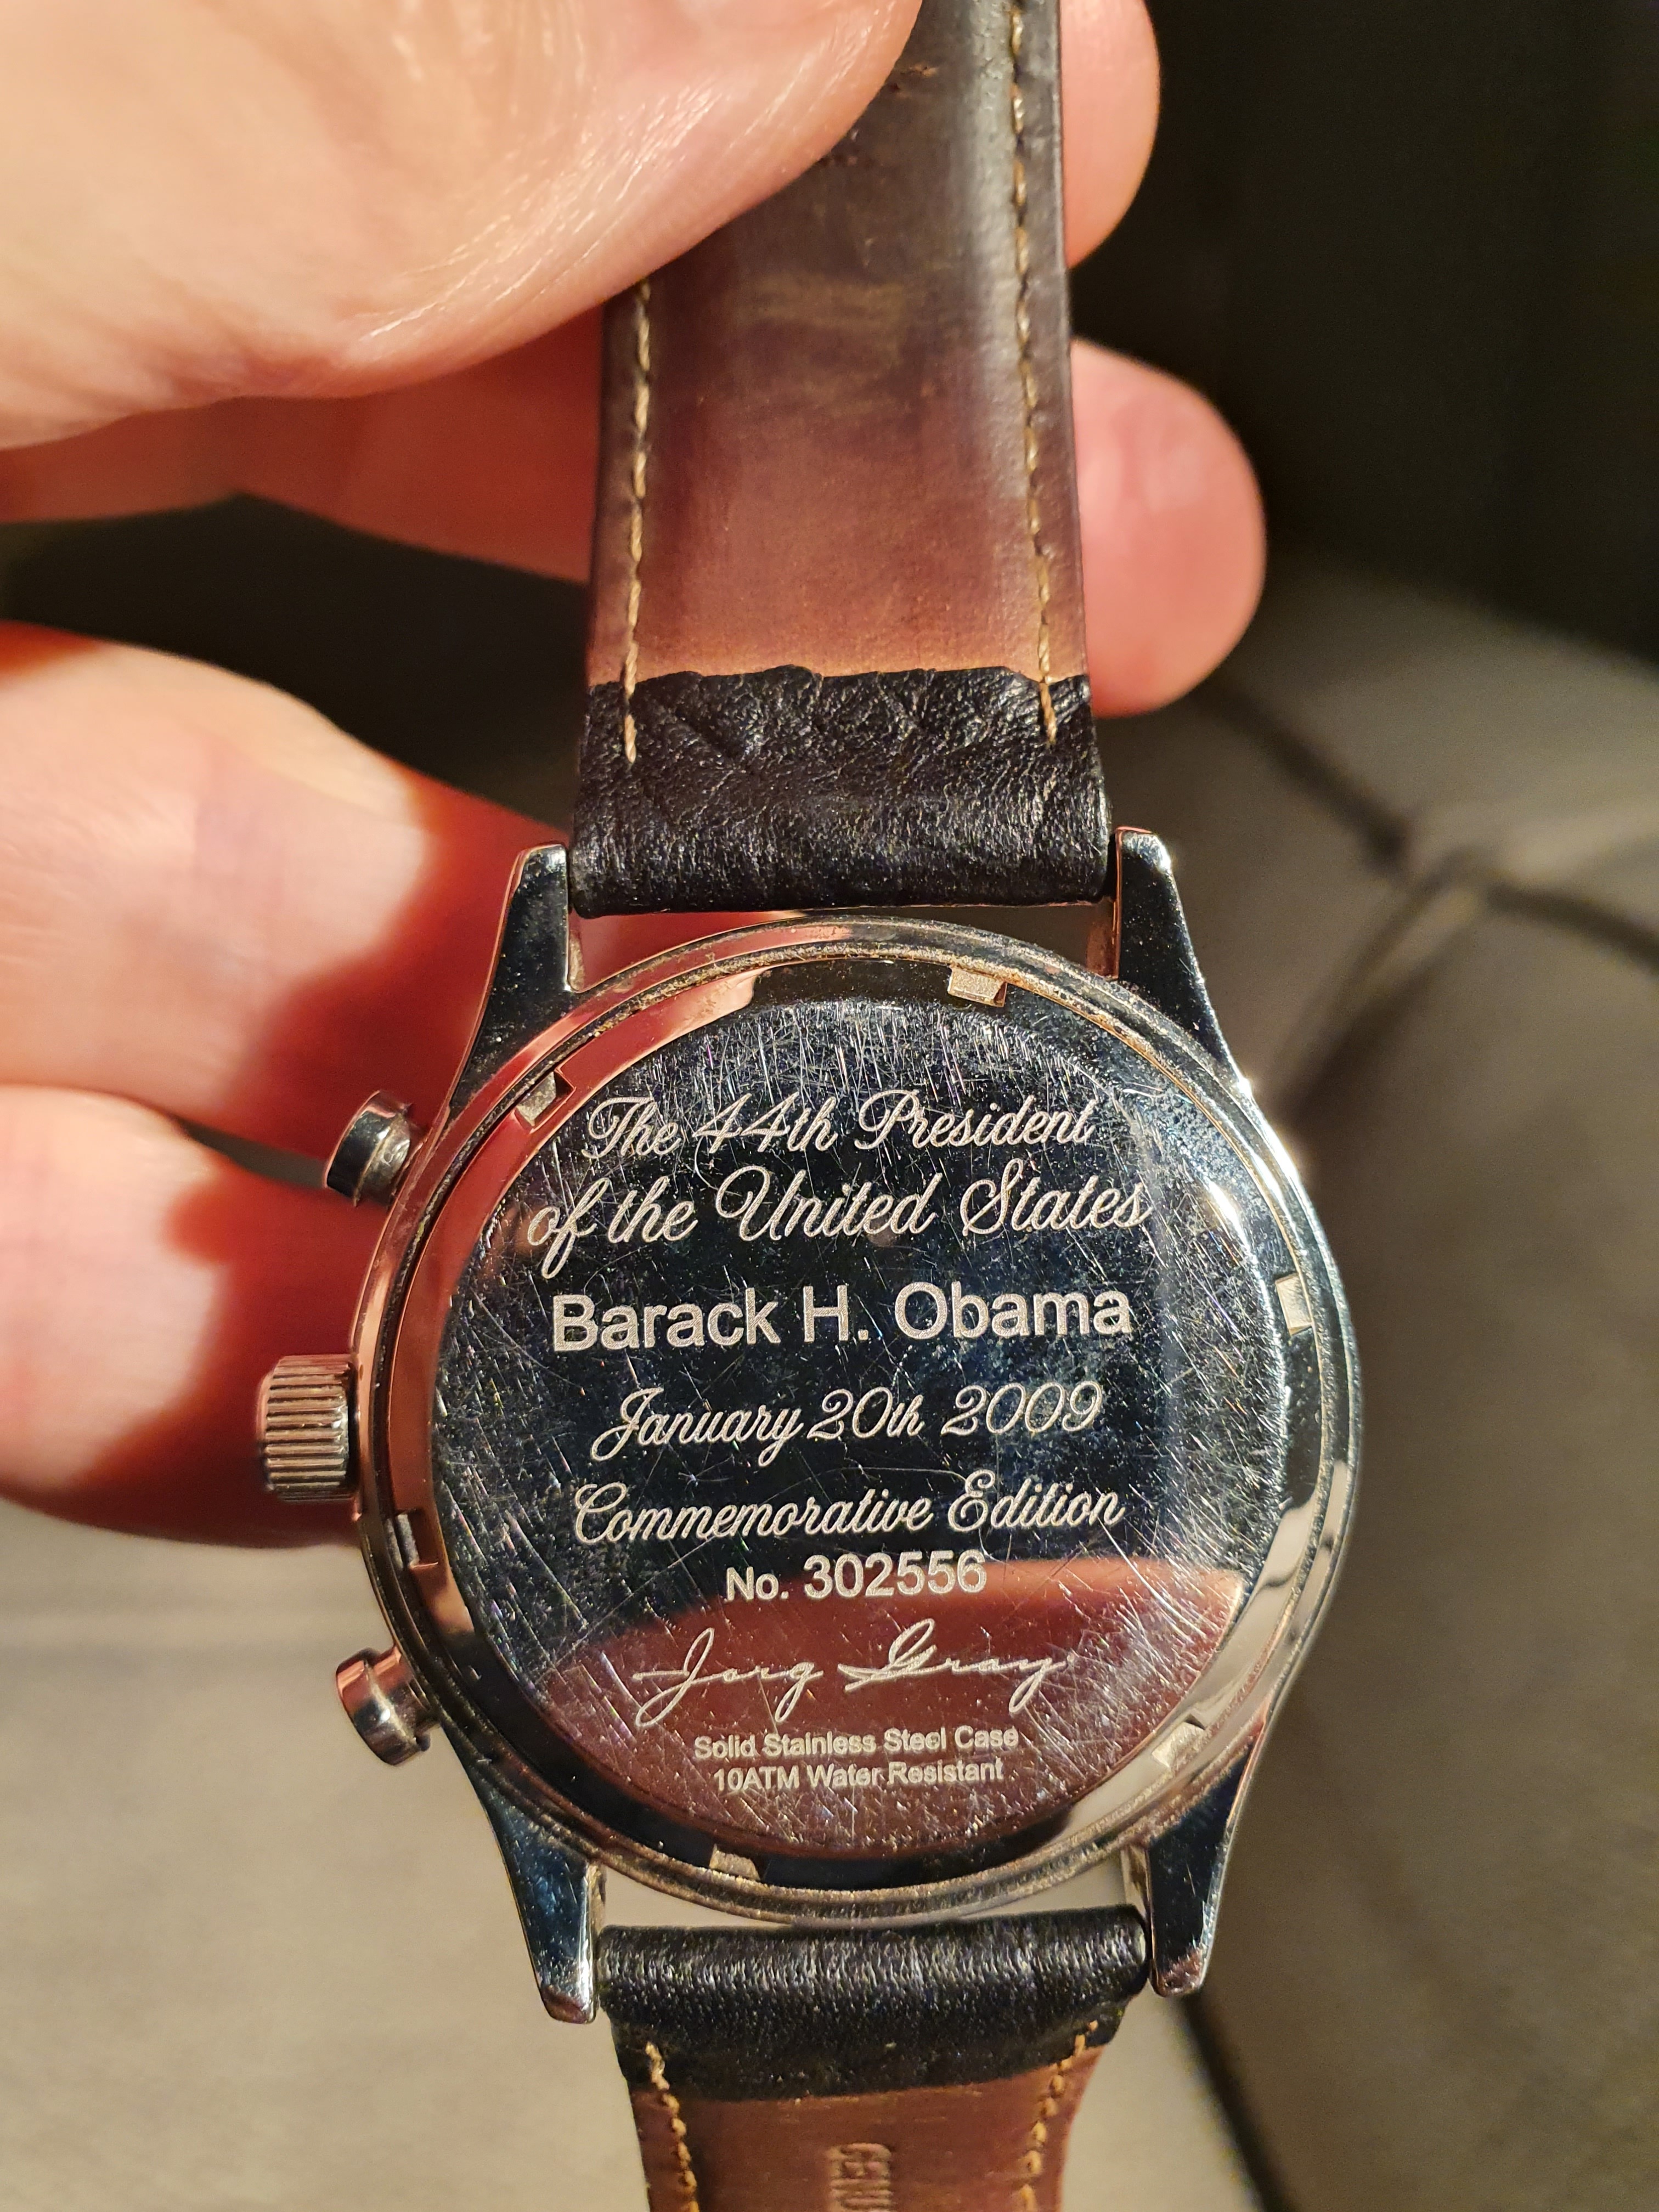 The 44th President
of the United States
Barack H. Obama
January 20th 2009
Commemorative Edition
No. 302556
Jorg Gray
Solid Stainless Steel Case
10ATM Water Resistant